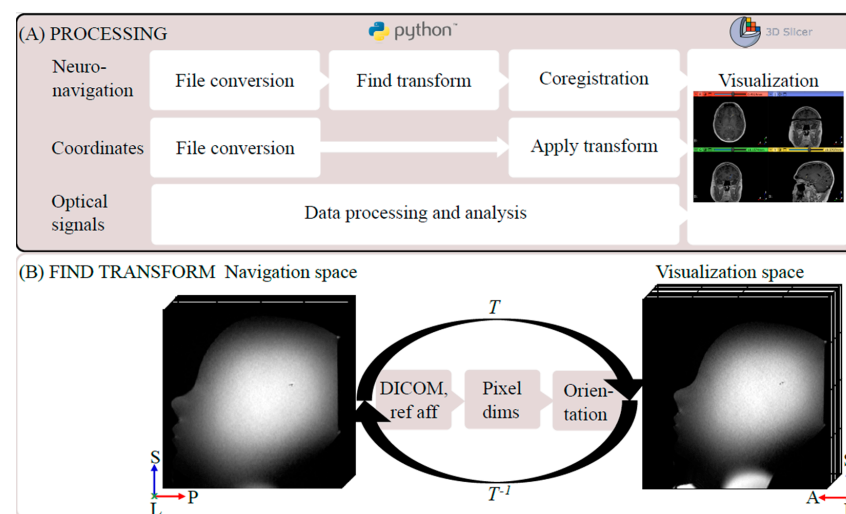 (A) PROCESSING
python™
3D Slicer
Neuro-
navigation
File conversion
Find transform
Coregistration
Visualization
Coordinates
File conversion
Apply transform
Optical
signals
Data processing and analysis
(B) FIND TRANSFORM Navigation space
Visualization space
T
DICOM,
ref aff
Pixel
dims
Orien-
tation
T-1
S
P
L
A